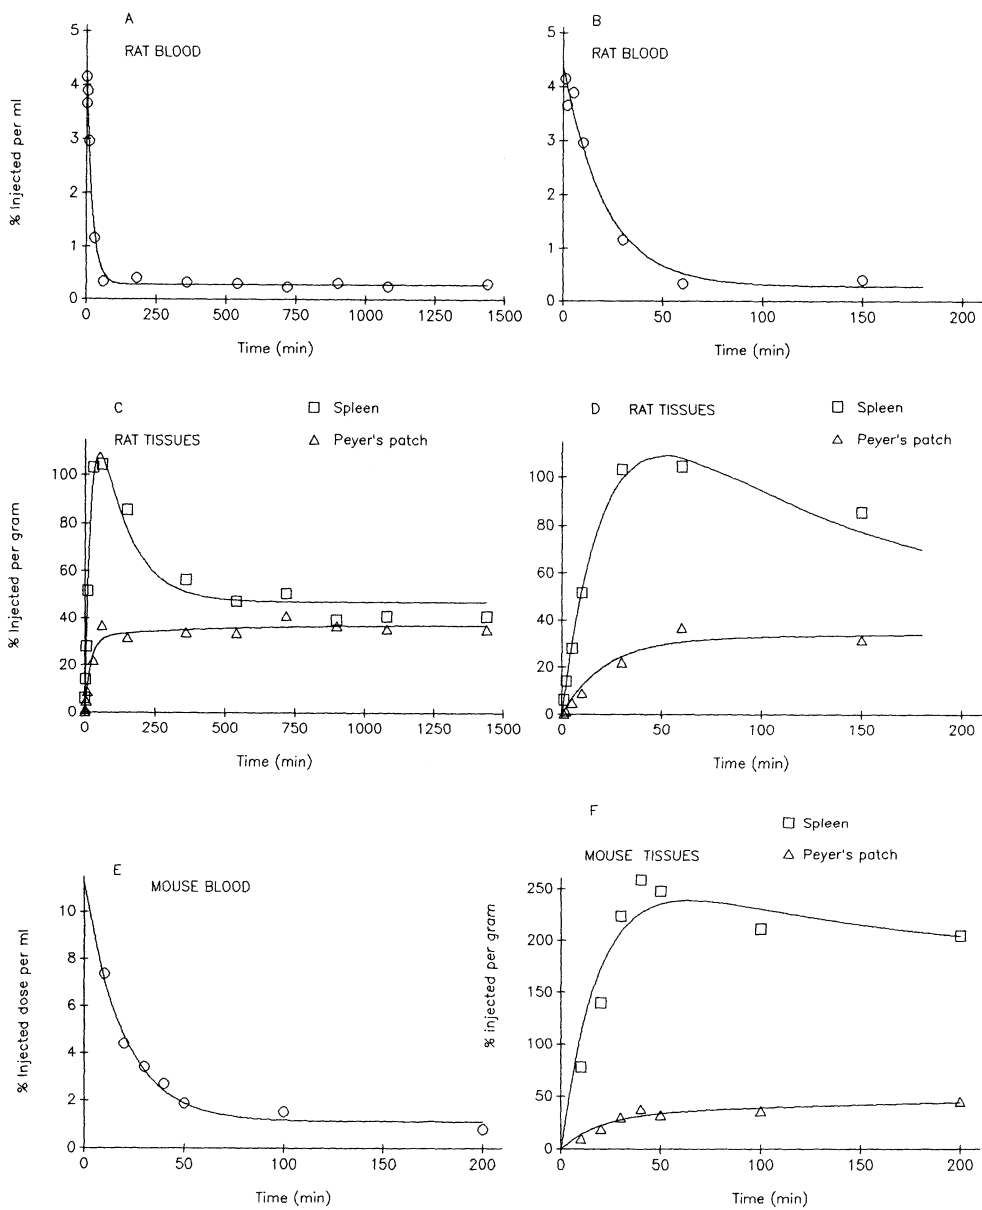 A
RAT BLOOD
5
4
3
2
1
0
% Injected per ml
0 250 500 750 1000 1250 1500
Time (min)
B
RAT BLOOD
5
4
3
2
1
0
0 50 100 150 200
Time (min)
C
Spleen
RAT TISSUES
Peyer's patch
100
80
60
40
20
0
% Injected per gram
0 250 500 750 1000 1250 1500
Time (min)
D RAT TISSUES
Spleen
Peyer's patch
100
80
60
40
20
0
0 50 100 150 200
Time (min)
E
MOUSE BLOOD
10
8
6
4
2
0
% Injected dose per ml
0 50 100 150 200
Time (min)
F
Spleen
MOUSE TISSUES
Peyer's patch
250
200
150
100
50
0
% injected per gram
0 50 100 150 200
Time (min)